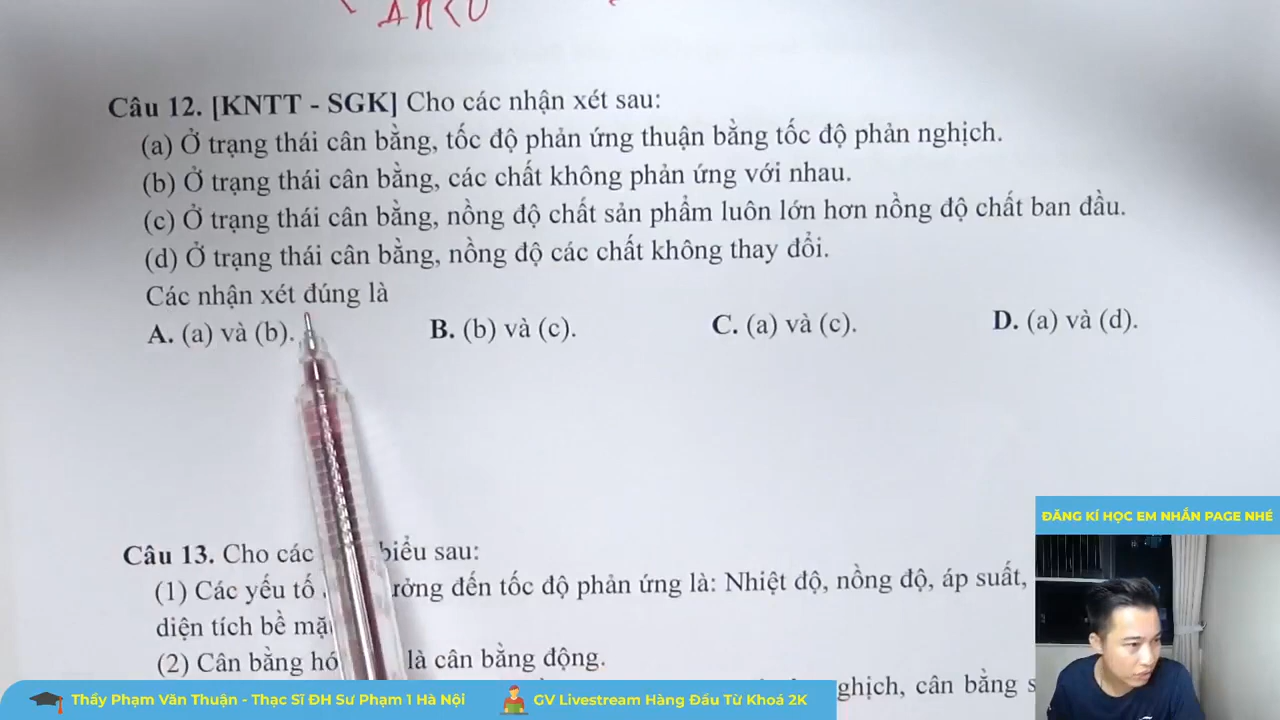 ΔH<0
Câu 12. [KNTT - SGK] Cho các nhận xét sau:
(a) Ở trạng thái cân bằng, tốc độ phản ứng thuận bằng tốc độ phản nghịch.
(b) Ở trạng thái cân bằng, các chất không phản ứng với nhau.
(c) Ở trạng thái cân bằng, nồng độ chất sản phẩm luôn lớn hơn nồng độ chất ban đầu.
(d) Ở trạng thái cân bằng, nồng độ các chất không thay đổi.
Các nhận xét đúng là
A. (a) và (b). B. (b) và (c). C. (a) và (c). D. (a) và (d).
ĐĂNG KÍ HỌC EM NHẮN PAGE NHÉ
Câu 13. Cho các biểu sau:
(1) Các yếu tố đến tốc độ phản ứng là: Nhiệt độ, nồng độ, áp suất,
diện tích bề
(2) Cân bằng là cân bằng động.
nghịch, cân bằng
Thầy Phạm Văn Thuận - Thạc Sĩ ĐH Sư Phạm 1 Hà Nội
GV Livestream Hàng Đầu Từ Khoá 2K